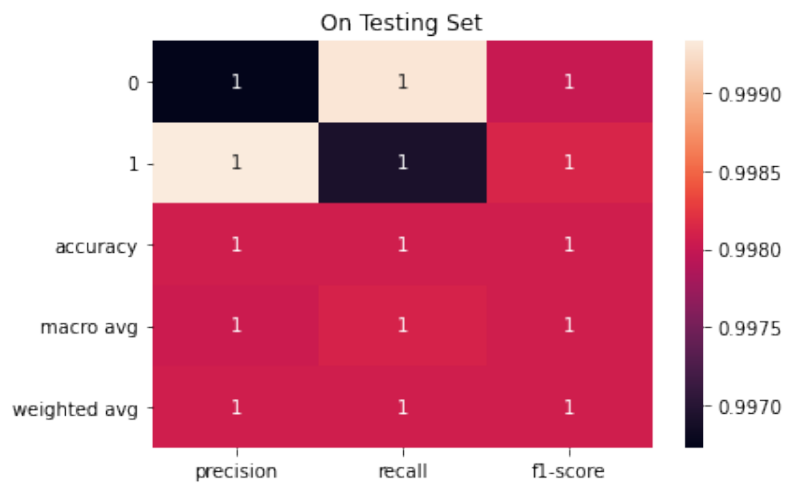 On Testing Set
0 1 1 1
1 1 1 1
accuracy 1 1 1
macro avg 1 1 1
weighted avg 1 1 1
precision recall f1-score
0.9990
0.9985
0.9980
0.9975
0.9970